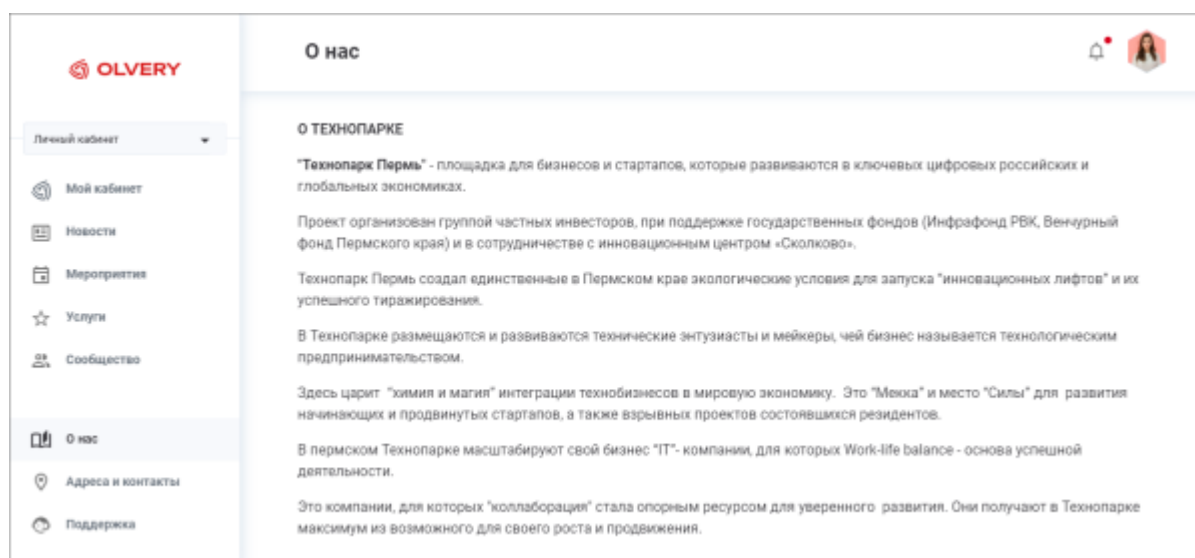 OLVERY
Личный кабинет
Мой кабинет
Новости
Мероприятия
Услуги
Сообщество
О нас
Адреса и контакты
Поддержка
О нас
О ТЕХНОПАРКЕ
"Технопарк Пермь" - площадка для бизнесов и стартапов, которые развиваются в ключевых цифровых российских и
глобальных экономиках.
Проект организован группой частных инвесторов, при поддержке государственных фондов (Инфрафонд РВК, Венчурный
фонд Пермского края) и в сотрудничестве с инновационным центром «Сколково».
Технопарк Пермь создал единственные в Пермском крае экологические условия для запуска "инновационных лифтов" и их
успешного тиражирования.
В Технопарке размещаются и развиваются технические энтузиасты и мейкеры, чей бизнес называется технологическим
предпринимательством.
Здесь царит "химия и магия" интеграции технобизнесов в мировую экономику. Это "Мекка" и место "Силы" для развития
начинающих и продвинутых стартапов, а также взрывных проектов состоявшихся резидентов.
В пермском Технопарке масштабируют свой бизнес "IT"- компании, для которых Work-life balance - основа успешной
деятельности.
Это компании, для которых "коллаборация" стала опорным ресурсом для уверенного развития. Они получают в Технопарке
максимум из возможного для своего роста и продвижения.